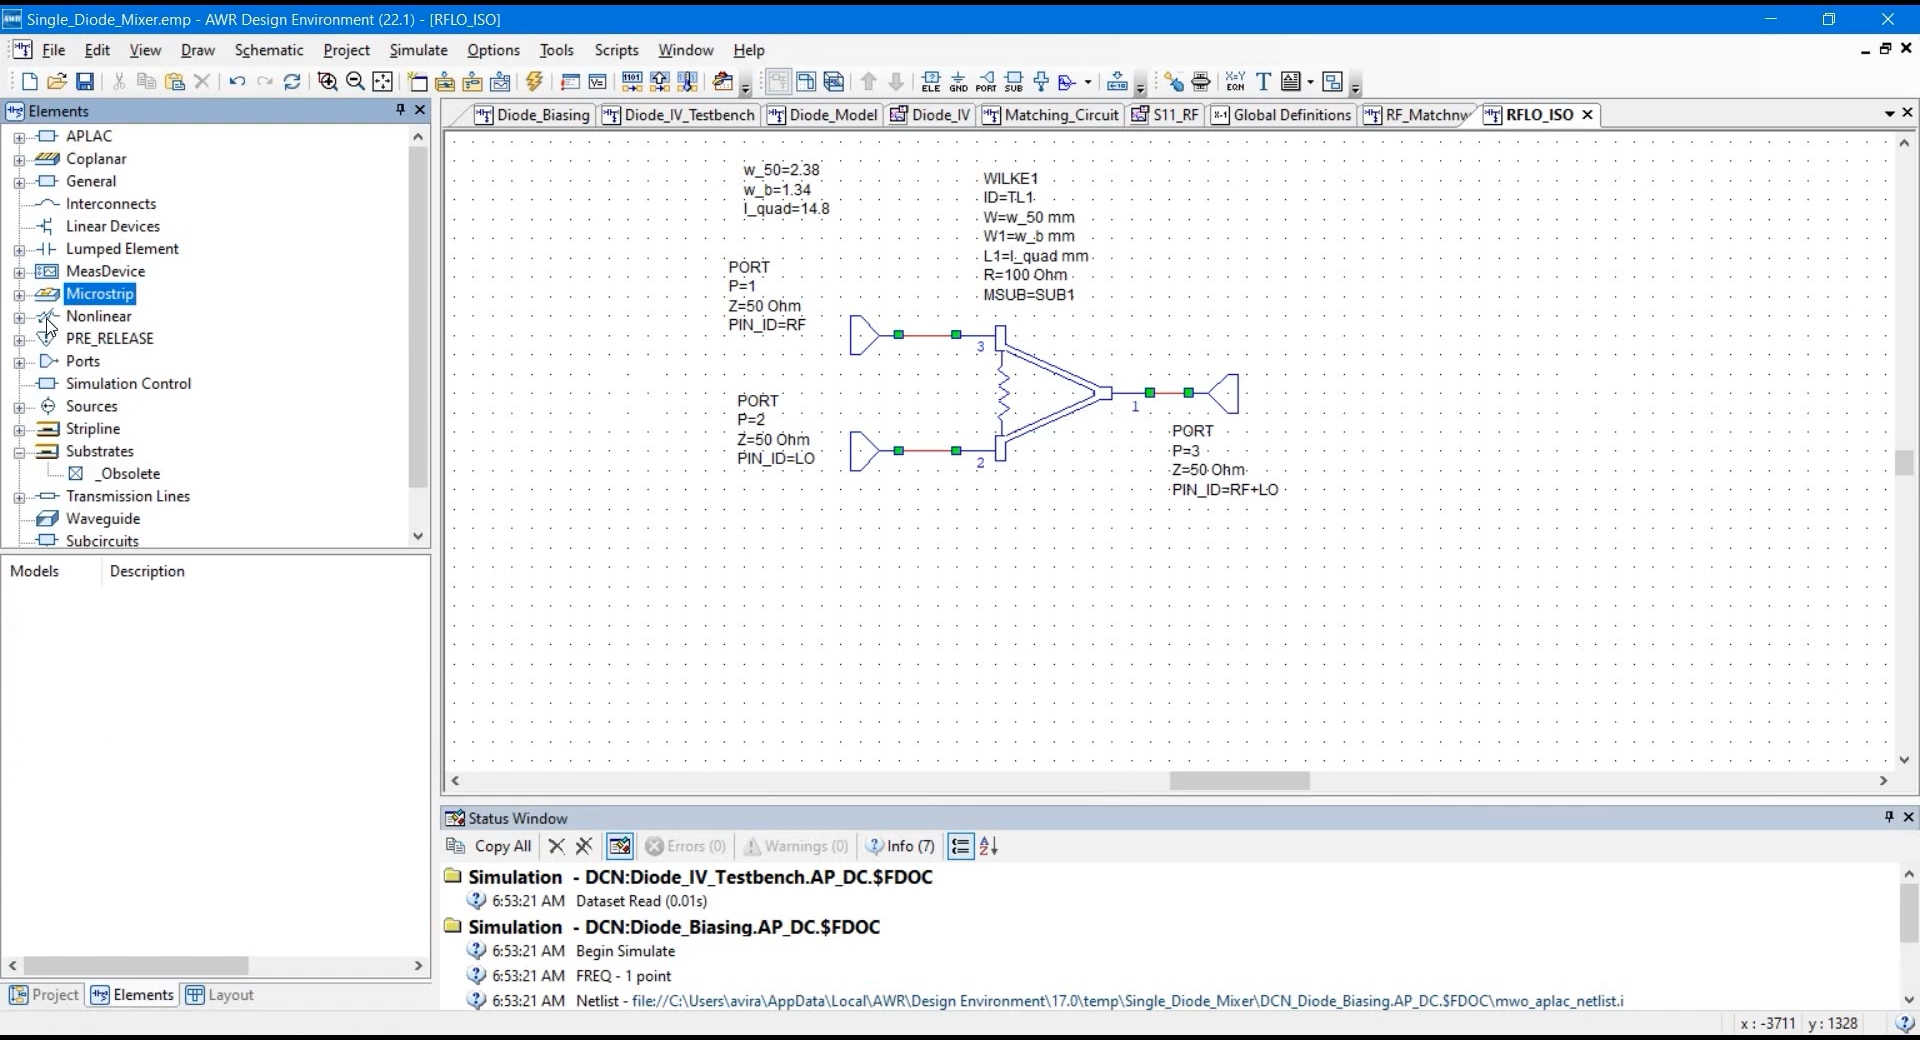 Single_Diode_Mixer.emp - AWR Design Environment (22.1) - [RFLO_ISO]
File Edit View Draw Schematic Project Simulate Options Tools Scripts Window Help
ELE GND PORT SUB X=Y EQN T
Elements
Diode_Biasing Diode_IV_Testbench Diode_Model Diode_IV Matching_Circuit S11_RF Global Definitions RF_Matchnw RFLO_ISO
APLAC
Coplanar
General
Interconnects
Linear Devices
Lumped Element
MeasDevice
Microstrip
Nonlinear
PRE_RELEASE
Ports
Simulation Control
Sources
Stripline
Substrates
_Obsolete
Transmission Lines
Waveguide
Subcircuits
Models Description
Project Elements Layout
w_50=2.38
w_b=1.34
l_quad=14.8
WILKE1
ID=TL1
W=w_50 mm
W1=w_b mm
L1=l_quad mm
R=100 Ohm
MSUB=SUB1
PORT
P=1
Z=50 Ohm
PIN_ID=RF
3
PORT
P=2
Z=50 Ohm
PIN_ID=LO
2
1
PORT
P=3
Z=50 Ohm
PIN_ID=RF+LO
Status Window
Copy All Errors (0) Warnings (0) Info (7)
Simulation - DCN:Diode_IV_Testbench.AP_DC.$FDOC
6:53:21 AM Dataset Read (0.01s)
Simulation - DCN:Diode_Biasing.AP_DC.$FDOC
6:53:21 AM Begin Simulate
6:53:21 AM FREQ - 1 point
6:53:21 AM Netlist - file://C:\Users\avira\AppData\Local\AWR\Design Environment\17.0\temp\Single_Diode_Mixer\DCN_Diode_Biasing.AP_DC.$FDOC\mwo_aplac_netlist.i
x : -3711 y : 1328